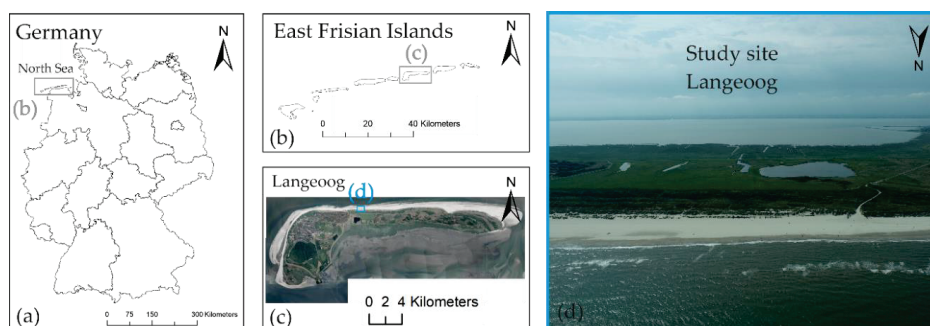 Germany
N
North Sea
(b)
0 75 150 300 Kilometers
(a)
East Frisian Islands
N
(c)
0 20 40 Kilometers
(b)
Langeoog
(d)
N
0 2 4 Kilometers
(c)
Study site
Langeoog
N
(d)